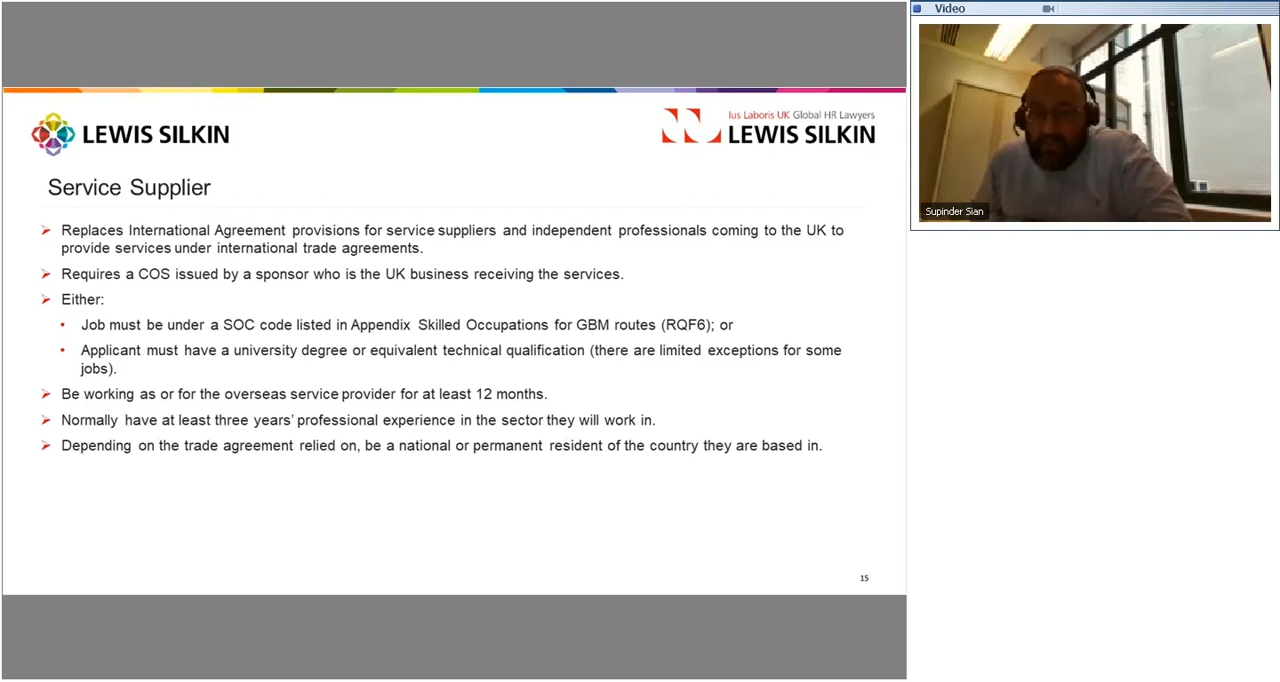 Video
LEWIS SILKIN
Ius Laboris UK Global HR Lawyers
LEWIS SILKIN
Service Supplier
Replaces International Agreement provisions for service suppliers and independent professionals coming to the UK to
provide services under international trade agreements.
Requires a COS issued by a sponsor who is the UK business receiving the services.
Either:
Job must be under a SOC code listed in Appendix Skilled Occupations for GBM routes (RQF6); or
Applicant must have a university degree or equivalent technical qualification (there are limited exceptions for some
jobs).
Be working as or for the overseas service provider for at least 12 months.
Normally have at least three years’ professional experience in the sector they will work in.
Depending on the trade agreement relied on, be a national or permanent resident of the country they are based in.
15
Supinder Sian